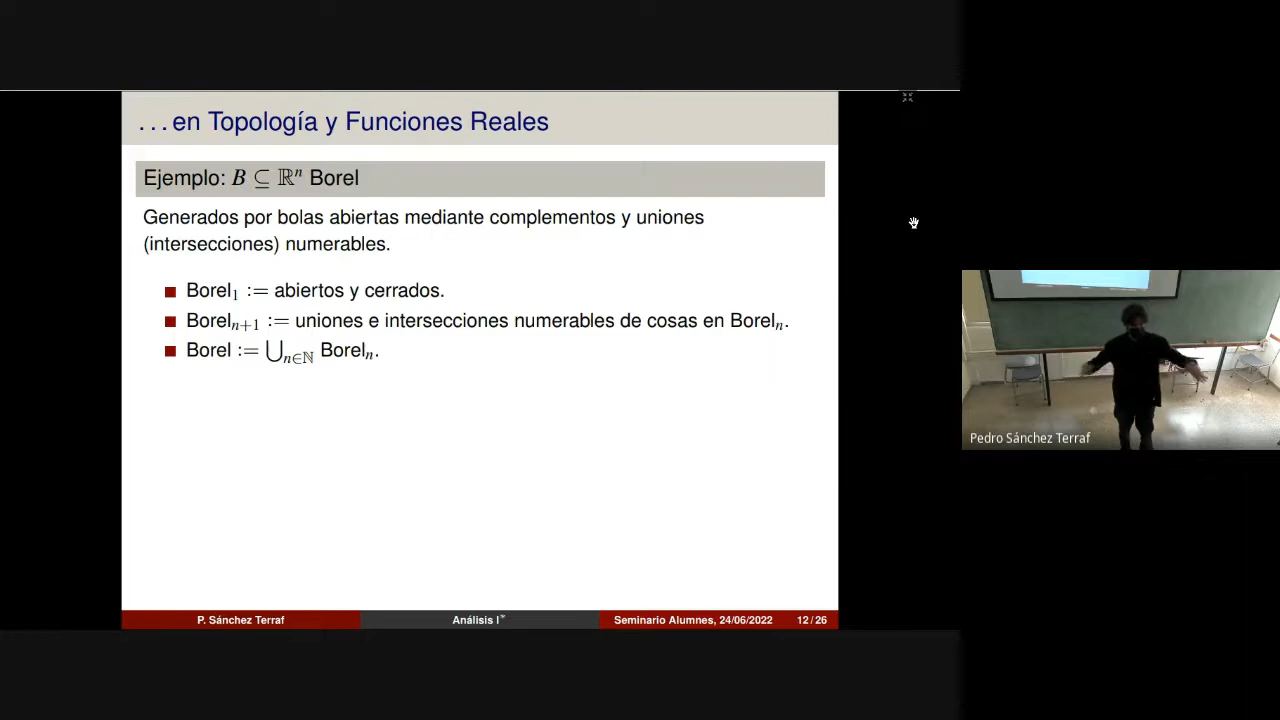 . . . en Topología y Funciones Reales
Ejemplo: B ⊆ ℝⁿ Borel
Generados por bolas abiertas mediante complementos y uniones
(intersecciones) numerables.
Borel₁ := abiertos y cerrados.
Borelₙ₊₁ := uniones e intersecciones numerables de cosas en Borelₙ.
Borel := ⋃ₙ∈ℕ Borelₙ.
Pedro Sánchez Terraf
P. Sánchez Terraf Análisis I* Seminario Alumnes, 24/06/2022 12 / 26